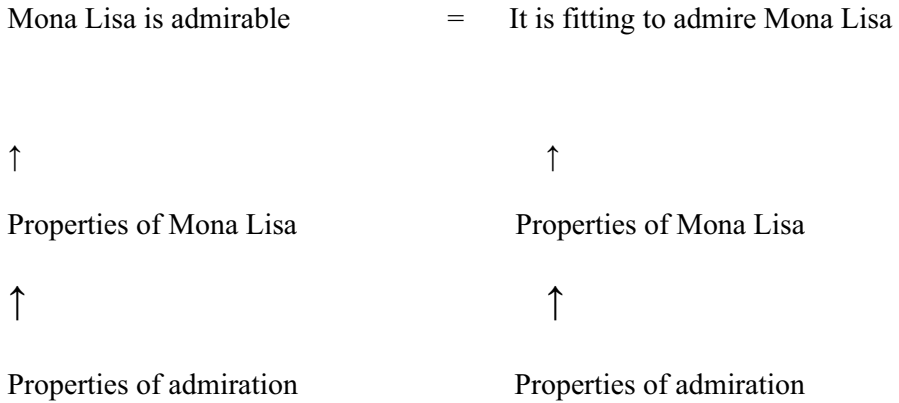 Mona Lisa is admirable = It is fitting to admire Mona Lisa
↑ ↑
Properties of Mona Lisa Properties of Mona Lisa
↑ ↑
Properties of admiration Properties of admiration